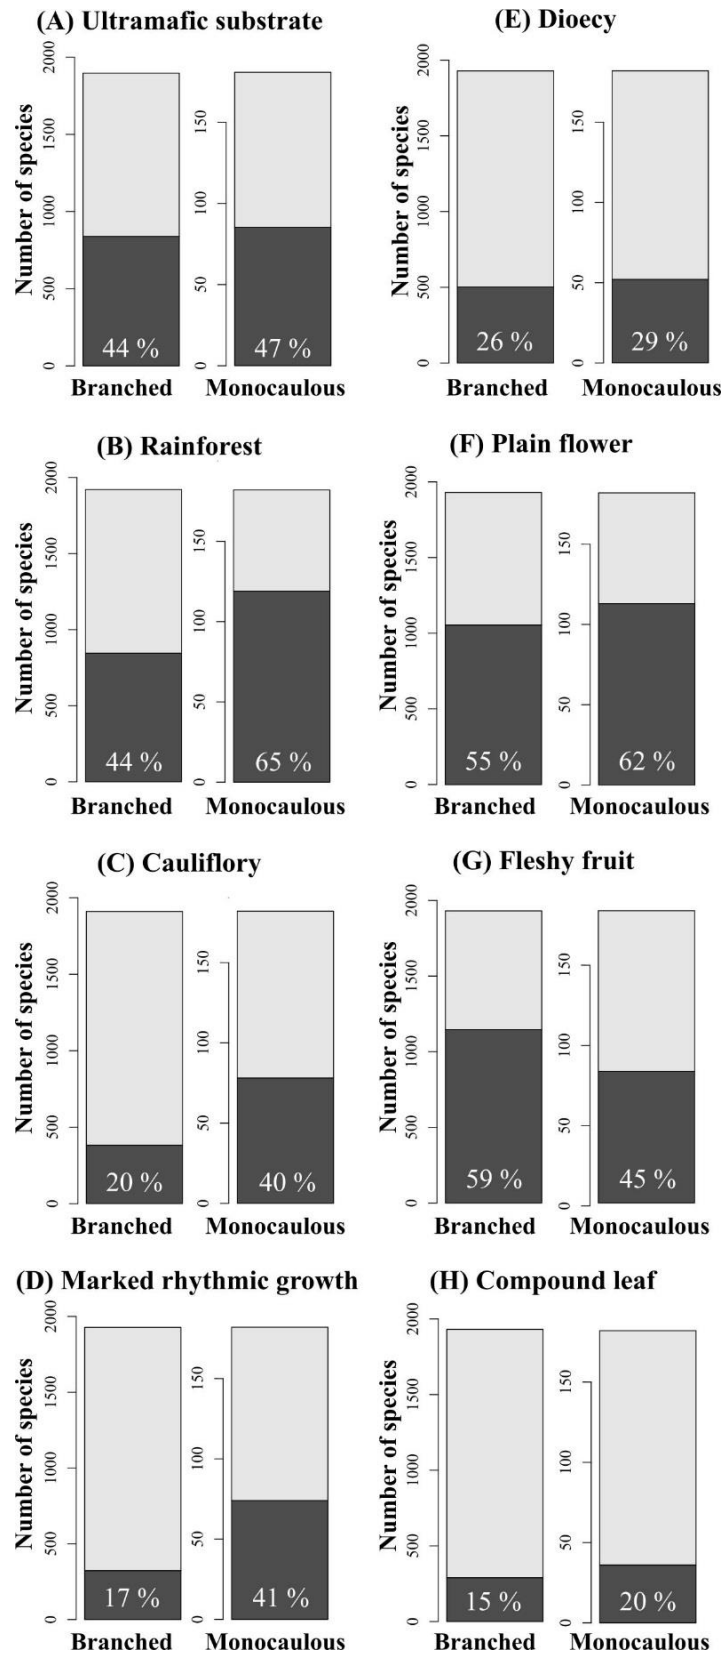 (A) Ultramafic substrate
Number of species
0 500 1000 1500 2000
0 50 100 150
44 % 47 %
Branched Monocaulous
(B) Rainforest
Number of species
0 500 1000 1500 2000
0 50 100 150
44 % 65 %
Branched Monocaulous
(C) Cauliflory
Number of species
0 500 1000 1500 2000
0 50 100 150
20 % 40 %
Branched Monocaulous
(D) Marked rhythmic growth
Number of species
0 500 1000 1500 2000
0 50 100 150
17 % 41 %
Branched Monocaulous
(E) Dioecy
Number of species
0 500 1000 1500 2000
0 50 100 150
26 % 29 %
Branched Monocaulous
(F) Plain flower
Number of species
0 500 1000 1500 2000
0 50 100 150
55 % 62 %
Branched Monocaulous
(G) Fleshy fruit
Number of species
0 500 1000 1500 2000
0 50 100 150
59 % 45 %
Branched Monocaulous
(H) Compound leaf
Number of species
0 500 1000 1500 2000
0 50 100 150
15 % 20 %
Branched Monocaulous